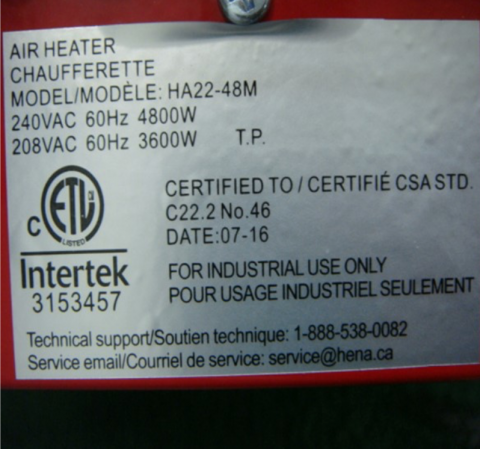 AIR HEATER
CHAUFFERETTE
MODEL/MODÈLE: HA22-48M
240VAC 60Hz 4800W
208VAC 60Hz 3600W T.P.
C ETL LISTED
CERTIFIED TO / CERTIFIÉ CSA STD.
C22.2 No.46
DATE:07-16
Intertek
3153457
FOR INDUSTRIAL USE ONLY
POUR USAGE INDUSTRIEL SEULEMENT
Technical support/Soutien technique: 1-888-538-0082
Service email/Courriel de service: service@hena.ca